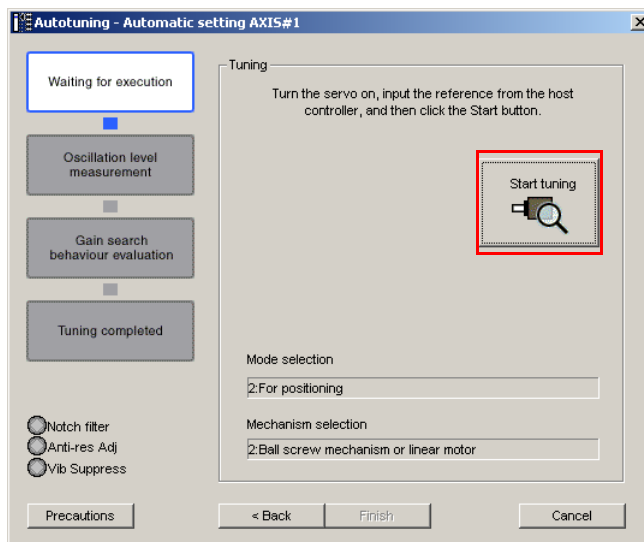 Autotuning - Automatic setting AXIS#1
Waiting for execution
Oscillation level
measurement
Gain search
behaviour evaluation
Tuning completed
Notch filter
Anti-res Adj
Vib Suppress
Tuning
Turn the servo on, input the reference from the host
controller, and then click the Start button.
Start tuning
Mode selection
2:For positioning
Mechanism selection
2:Ball screw mechanism or linear motor
Precautions
< Back
Finish
Cancel